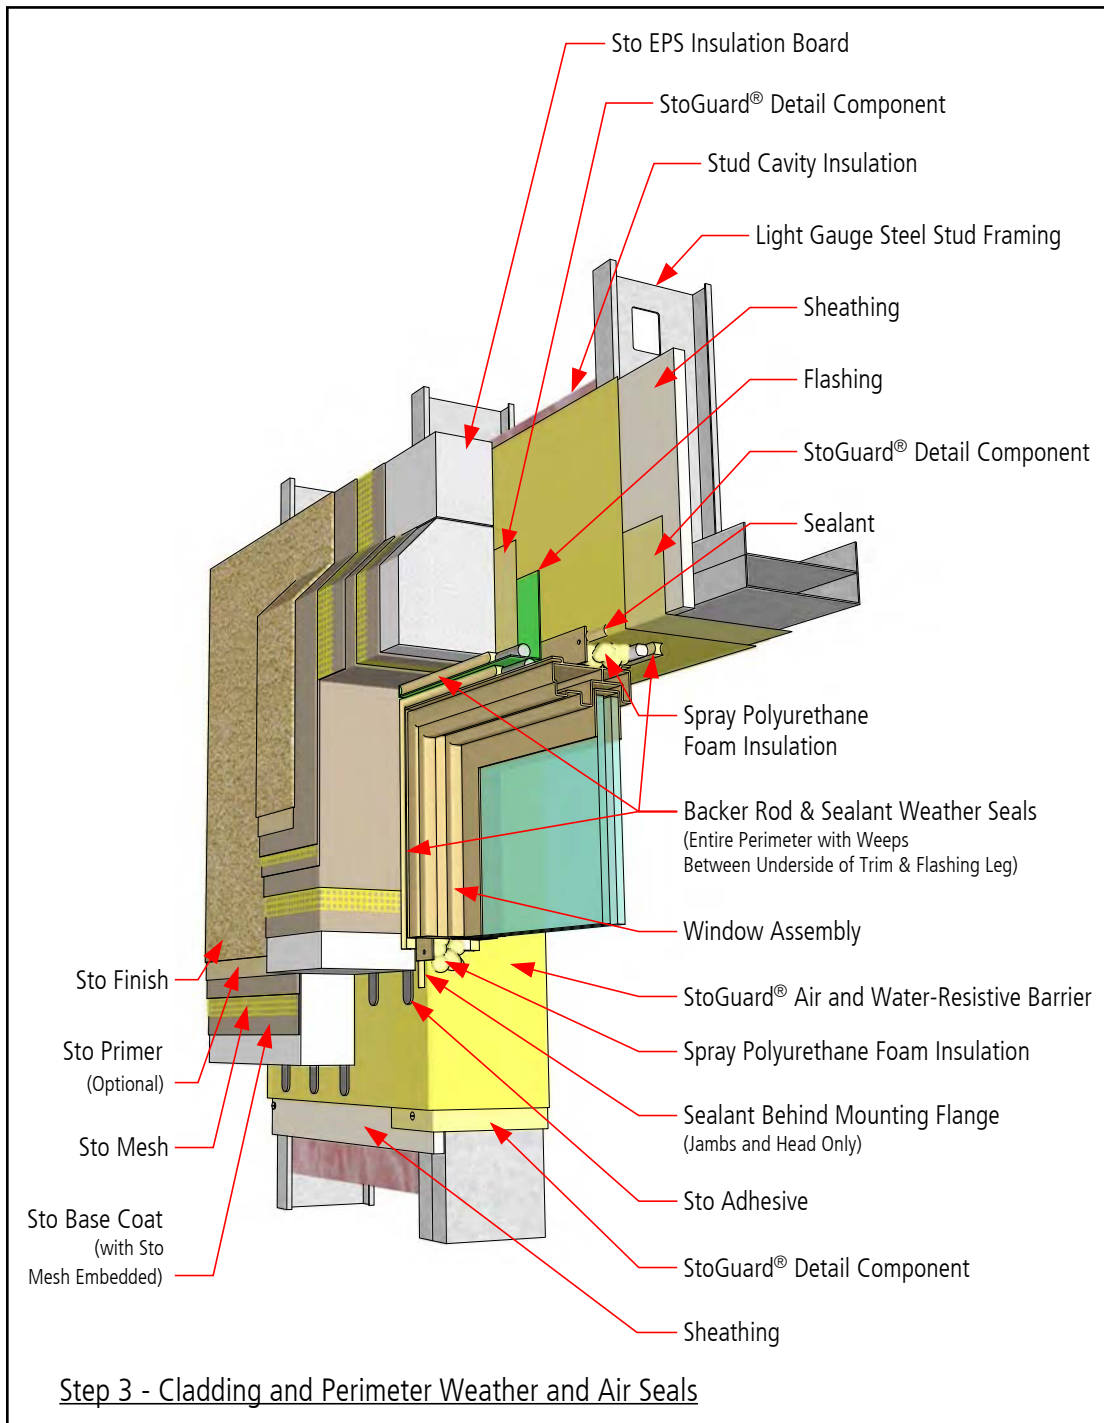 Sto EPS Insulation Board
StoGuard® Detail Component
Stud Cavity Insulation
Light Gauge Steel Stud Framing
Sheathing
Flashing
StoGuard® Detail Component
Sealant
Spray Polyurethane
Foam Insulation
Backer Rod & Sealant Weather Seals
(Entire Perimeter with Weeps
Between Underside of Trim & Flashing Leg)
Window Assembly
StoGuard® Air and Water-Resistive Barrier
Spray Polyurethane Foam Insulation
Sealant Behind Mounting Flange
(Jambs and Head Only)
Sto Adhesive
StoGuard® Detail Component
Sheathing
Sto Finish
Sto Primer
(Optional)
Sto Mesh
Sto Base Coat
(with Sto
Mesh Embedded)
Step 3 - Cladding and Perimeter Weather and Air Seals